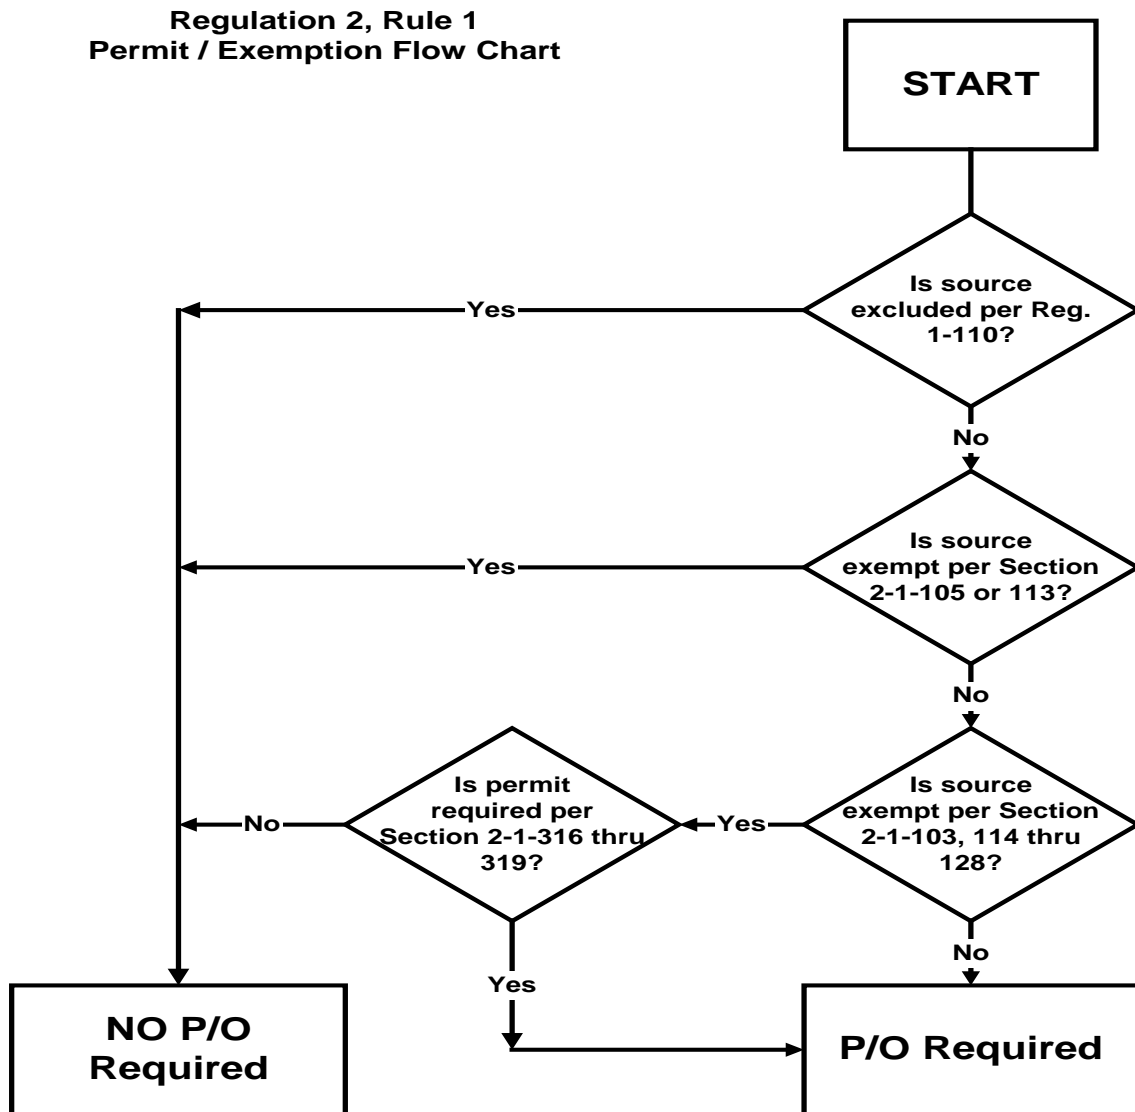 Regulation 2, Rule 1
Permit / Exemption Flow Chart
START
Is source
excluded per Reg.
1-110?
Yes
No
Is source
exempt per Section
2-1-105 or 113?
Yes
No
Is source
exempt per Section
2-1-103, 114 thru
128?
Yes
Is permit
required per
Section 2-1-316 thru
319?
No
No
Yes
NO P/O
Required
P/O Required